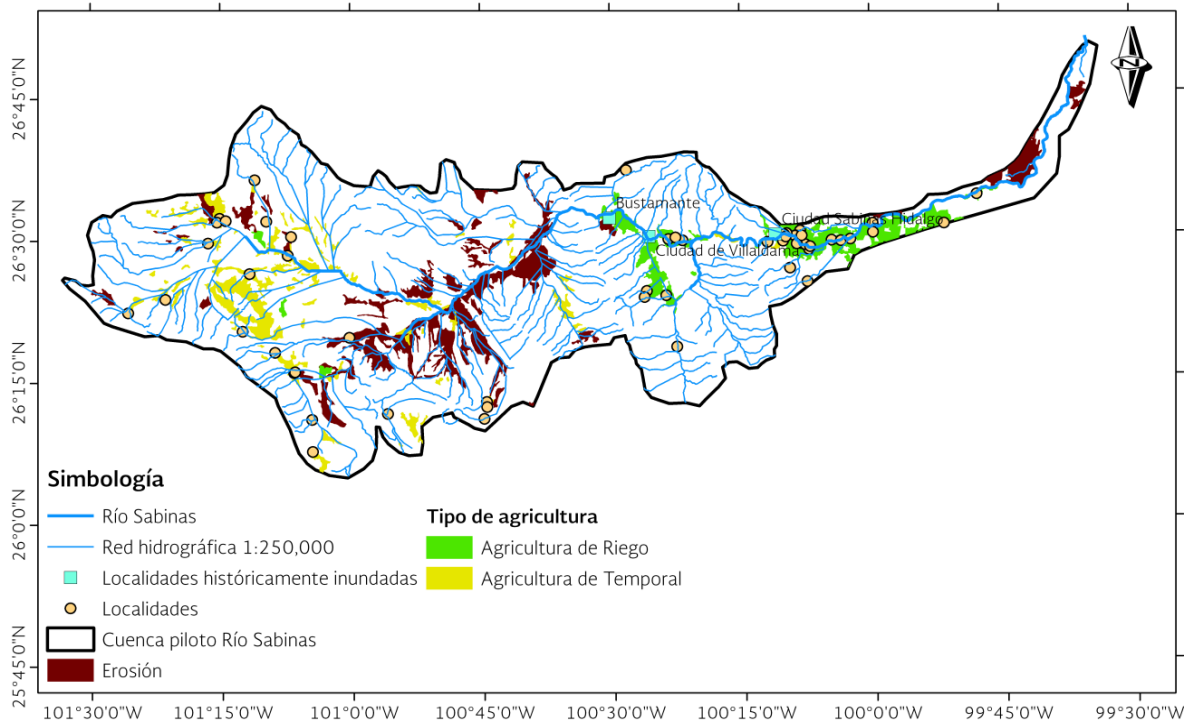 26°45'0"N
26°30'0"N
26°15'0"N
26°0'0"N
25°45'0"N
N
Bustamante
Ciudad Sabinas Hidalgo
Ciudad de Villaldama
Simbología
Río Sabinas
Red hidrográfica 1:250,000
Localidades históricamente inundadas
Localidades
Cuenca piloto Río Sabinas
Erosión
Tipo de agricultura
Agricultura de Riego
Agricultura de Temporal
101°30'0"W 101°15'0"W 101°0'0"W 100°45'0"W 100°30'0"W 100°15'0"W 100°0'0"W 99°45'0"W 99°30'0"W